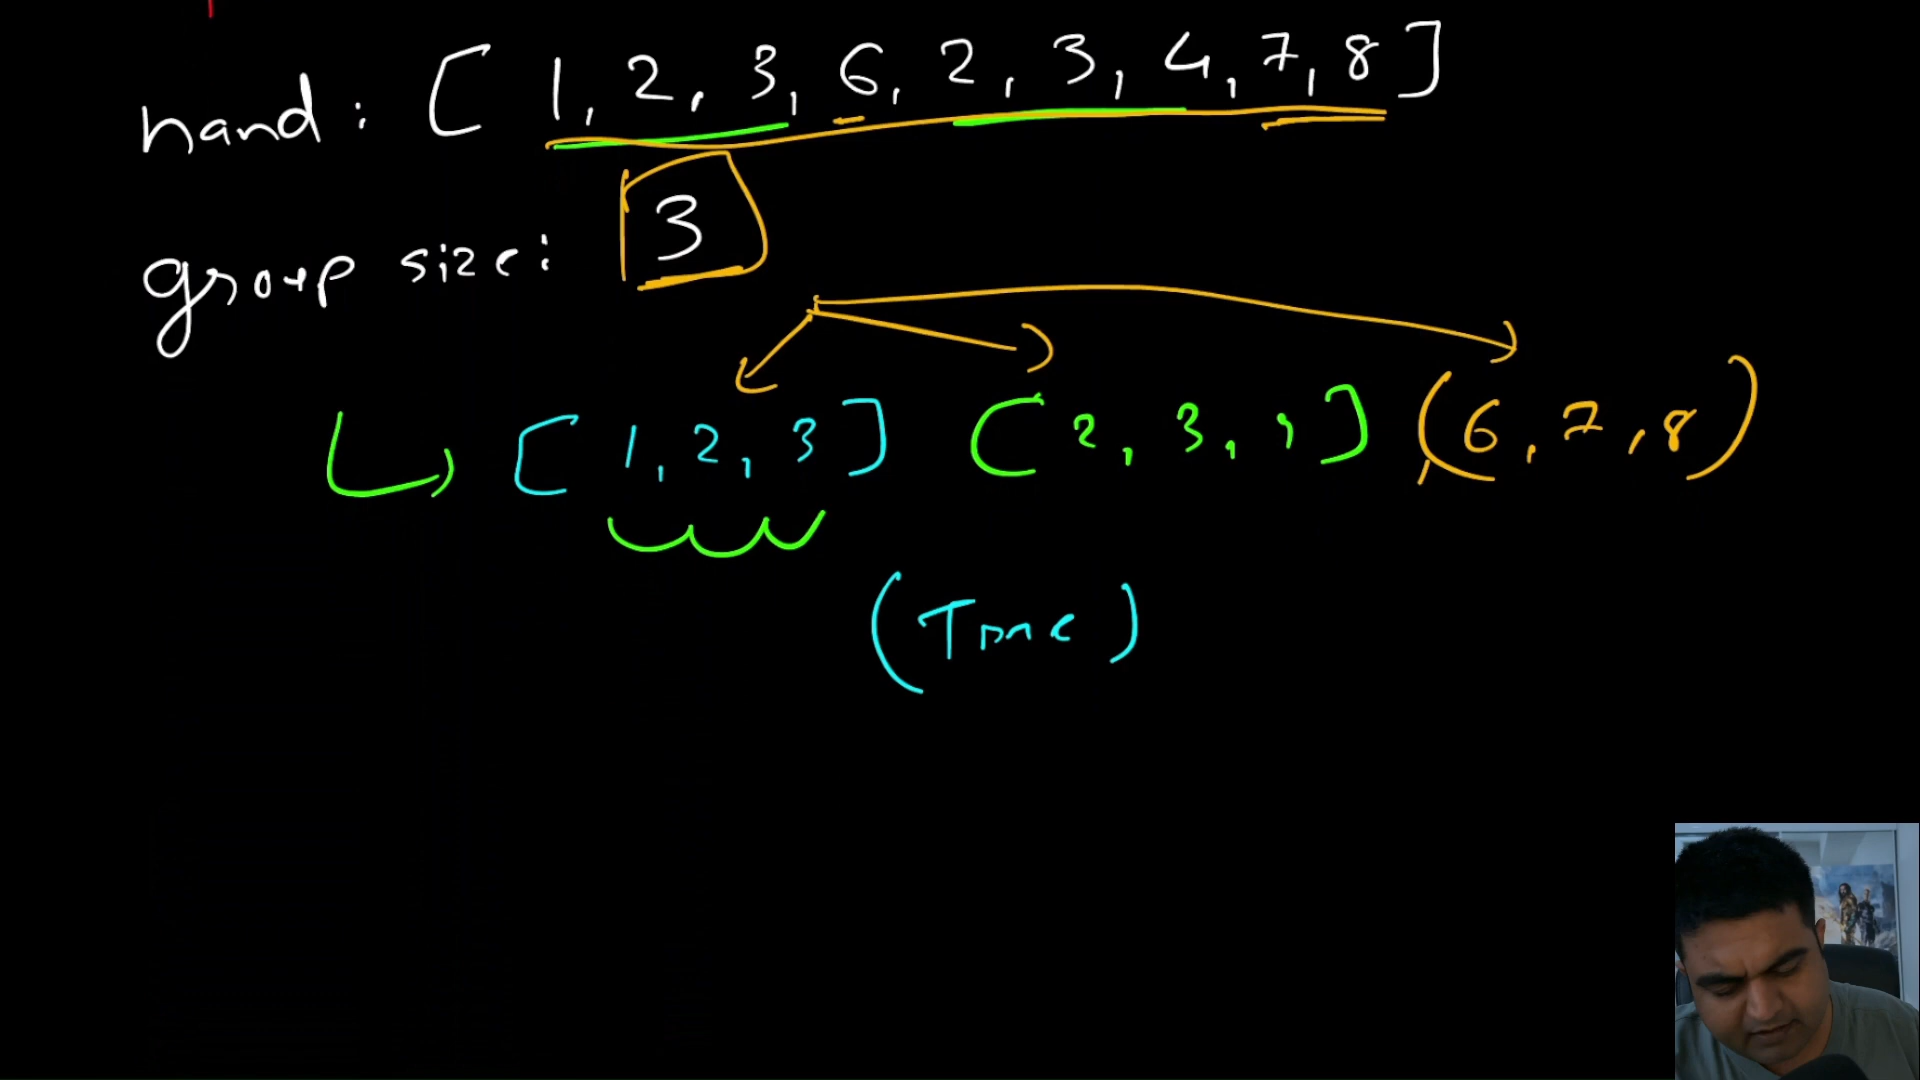 hand: [ 1, 2, 3, 6, 2, 3, 4, 7, 8 ]
group size: 3
[ 1, 2, 3 ] [ 2, 3, 4 ] (6, 7, 8)
(True)